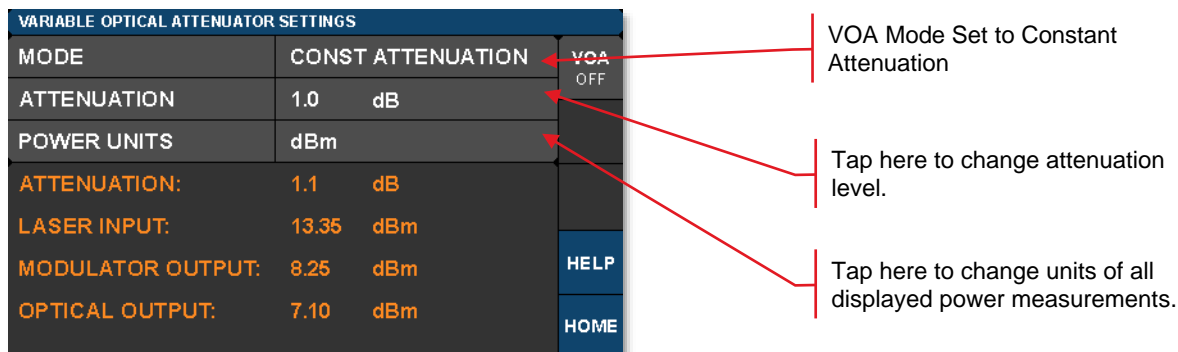 VARIABLE OPTICAL ATTENUATOR SETTINGS
MODE CONST ATTENUATION
VOA
OFF
ATTENUATION 1.0 dB
POWER UNITS dBm
ATTENUATION: 1.1 dB
LASER INPUT: 13.35 dBm
MODULATOR OUTPUT: 8.25 dBm
OPTICAL OUTPUT: 7.10 dBm
HELP
HOME
VOA Mode Set to Constant
Attenuation
Tap here to change attenuation
level.
Tap here to change units of all
displayed power measurements.